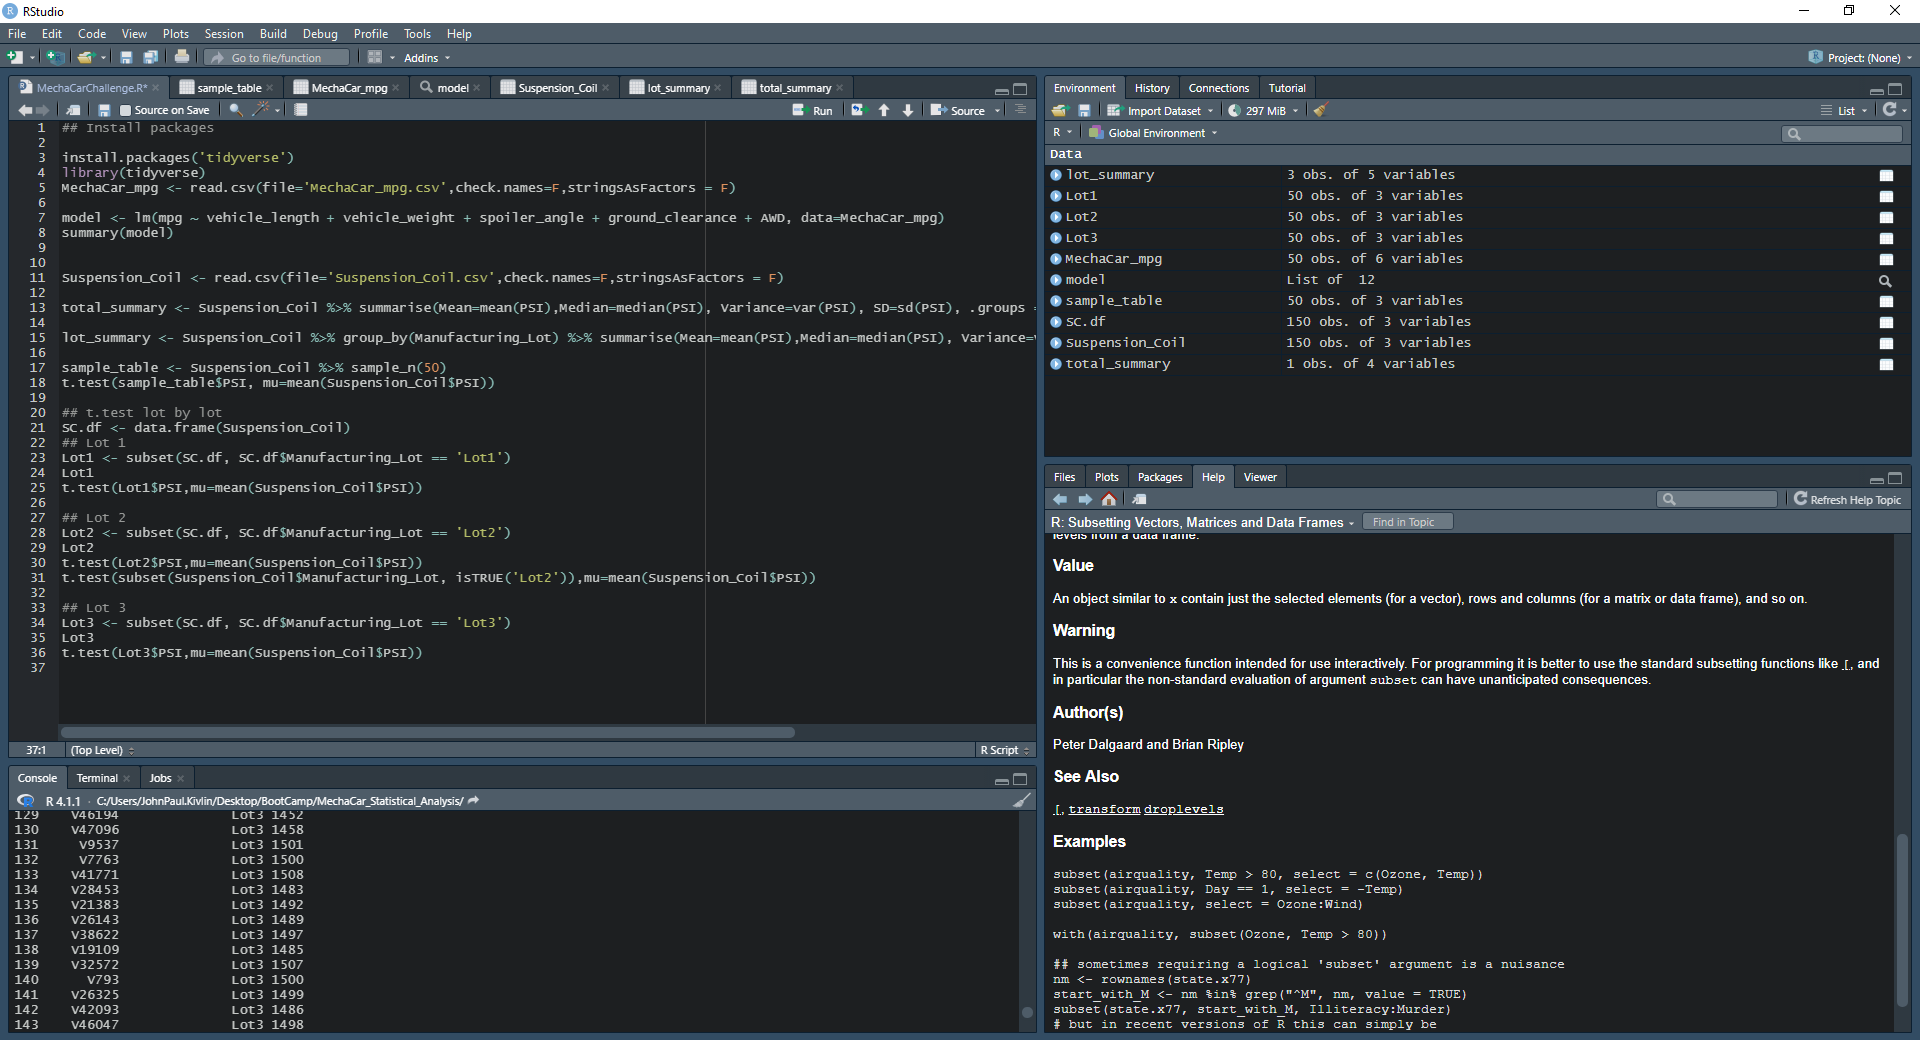 RStudio
File Edit Code View Plots Session Build Debug Profile Tools Help
Go to file/function Addins Project: (None)
MechaCarChallenge.R* sample_table MechaCar_mpg model Suspension_Coil lot_summary total_summary
Source on Save Run Source
1 ## Install packages
2
3 install.packages('tidyverse')
4 library(tidyverse)
5 MechaCar_mpg <- read.csv(file='MechaCar_mpg.csv',check.names=F,stringsAsFactors = F)
6
7 model <- lm(mpg ~ vehicle_length + vehicle_weight + spoiler_angle + ground_clearance + AWD, data=MechaCar_mpg)
8 summary(model)
9
10
11 Suspension_Coil <- read.csv(file='Suspension_Coil.csv',check.names=F,stringsAsFactors = F)
12
13 total_summary <- Suspension_Coil %>% summarise(Mean=mean(PSI),Median=median(PSI), Variance=var(PSI), SD=sd(PSI), .groups =
14
15 lot_summary <- Suspension_Coil %>% group_by(Manufacturing_Lot) %>% summarise(Mean=mean(PSI),Median=median(PSI), Variance=
16
17 sample_table <- Suspension_Coil %>% sample_n(50)
18 t.test(sample_table$PSI, mu=mean(Suspension_Coil$PSI))
19
20 ## t.test lot by lot
21 SC.df <- data.frame(Suspension_Coil)
22 ## Lot 1
23 Lot1 <- subset(SC.df, SC.df$Manufacturing_Lot == 'Lot1')
24 Lot1
25 t.test(Lot1$PSI,mu=mean(Suspension_Coil$PSI))
26
27 ## Lot 2
28 Lot2 <- subset(SC.df, SC.df$Manufacturing_Lot == 'Lot2')
29 Lot2
30 t.test(Lot2$PSI,mu=mean(Suspension_Coil$PSI))
31 t.test(subset(Suspension_Coil$Manufacturing_Lot, isTRUE('Lot2')),mu=mean(Suspension_Coil$PSI))
32
33 ## Lot 3
34 Lot3 <- subset(SC.df, SC.df$Manufacturing_Lot == 'Lot3')
35 Lot3
36 t.test(Lot3$PSI,mu=mean(Suspension_Coil$PSI))
37
37:1 (Top Level) R Script
Console Terminal Jobs
R 4.1.1 · C:/Users/JohnPaul.Kivlin/Desktop/BootCamp/MechaCar_Statistical_Analysis/
129 V46194 Lot3 1452
130 V47096 Lot3 1458
131 V9537 Lot3 1501
132 V7763 Lot3 1500
133 V41771 Lot3 1508
134 V28453 Lot3 1483
135 V21383 Lot3 1492
136 V26143 Lot3 1489
137 V38622 Lot3 1497
138 V19109 Lot3 1485
139 V32572 Lot3 1507
140 V793 Lot3 1500
141 V26325 Lot3 1499
142 V42093 Lot3 1486
143 V46047 Lot3 1498
Environment History Connections Tutorial
Import Dataset 297 MiB List
R Global Environment
Data
lot_summary 3 obs. of 5 variables
Lot1 50 obs. of 3 variables
Lot2 50 obs. of 3 variables
Lot3 50 obs. of 3 variables
MechaCar_mpg 50 obs. of 6 variables
model List of 12
sample_table 50 obs. of 3 variables
SC.df 150 obs. of 3 variables
Suspension_Coil 150 obs. of 3 variables
total_summary 1 obs. of 4 variables
Files Plots Packages Help Viewer
Refresh Help Topic
R: Subsetting Vectors, Matrices and Data Frames Find in Topic
levels from a data frame.
Value
An object similar to x contain just the selected elements (for a vector), rows and columns (for a matrix or data frame), and so on.
Warning
This is a convenience function intended for use interactively. For programming it is better to use the standard subsetting functions like [, and
in particular the non-standard evaluation of argument subset can have unanticipated consequences.
Author(s)
Peter Dalgaard and Brian Ripley
See Also
[, transform droplevels
Examples
subset(airquality, Temp > 80, select = c(Ozone, Temp))
subset(airquality, Day == 1, select = -Temp)
subset(airquality, select = Ozone:Wind)
with(airquality, subset(Ozone, Temp > 80))
## sometimes requiring a logical 'subset' argument is a nuisance
nm <- rownames(state.x77)
start_with_M <- nm %in% grep("^M", nm, value = TRUE)
subset(state.x77, start_with_M, Illiteracy:Murder)
# but in recent versions of R this can simply be